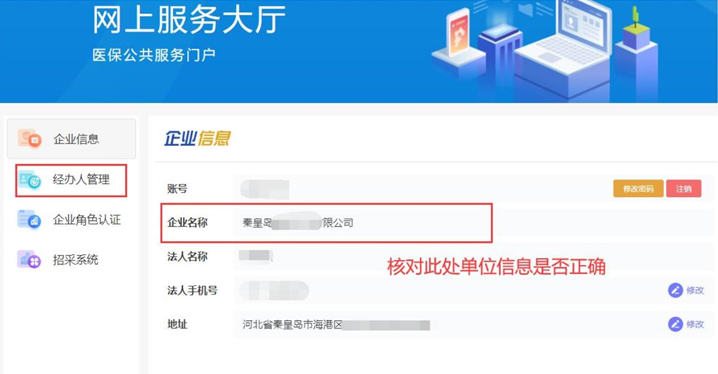 网上服务大厅
医保公共服务门户
企业信息
经办人管理
企业角色认证
招采系统
企业信息
账号
修改密码 注销
企业名称 秦皇岛 有限公司
法人名称
核对此处单位信息是否正确
法人手机号 修改
地址 河北省秦皇岛市海港区 修改